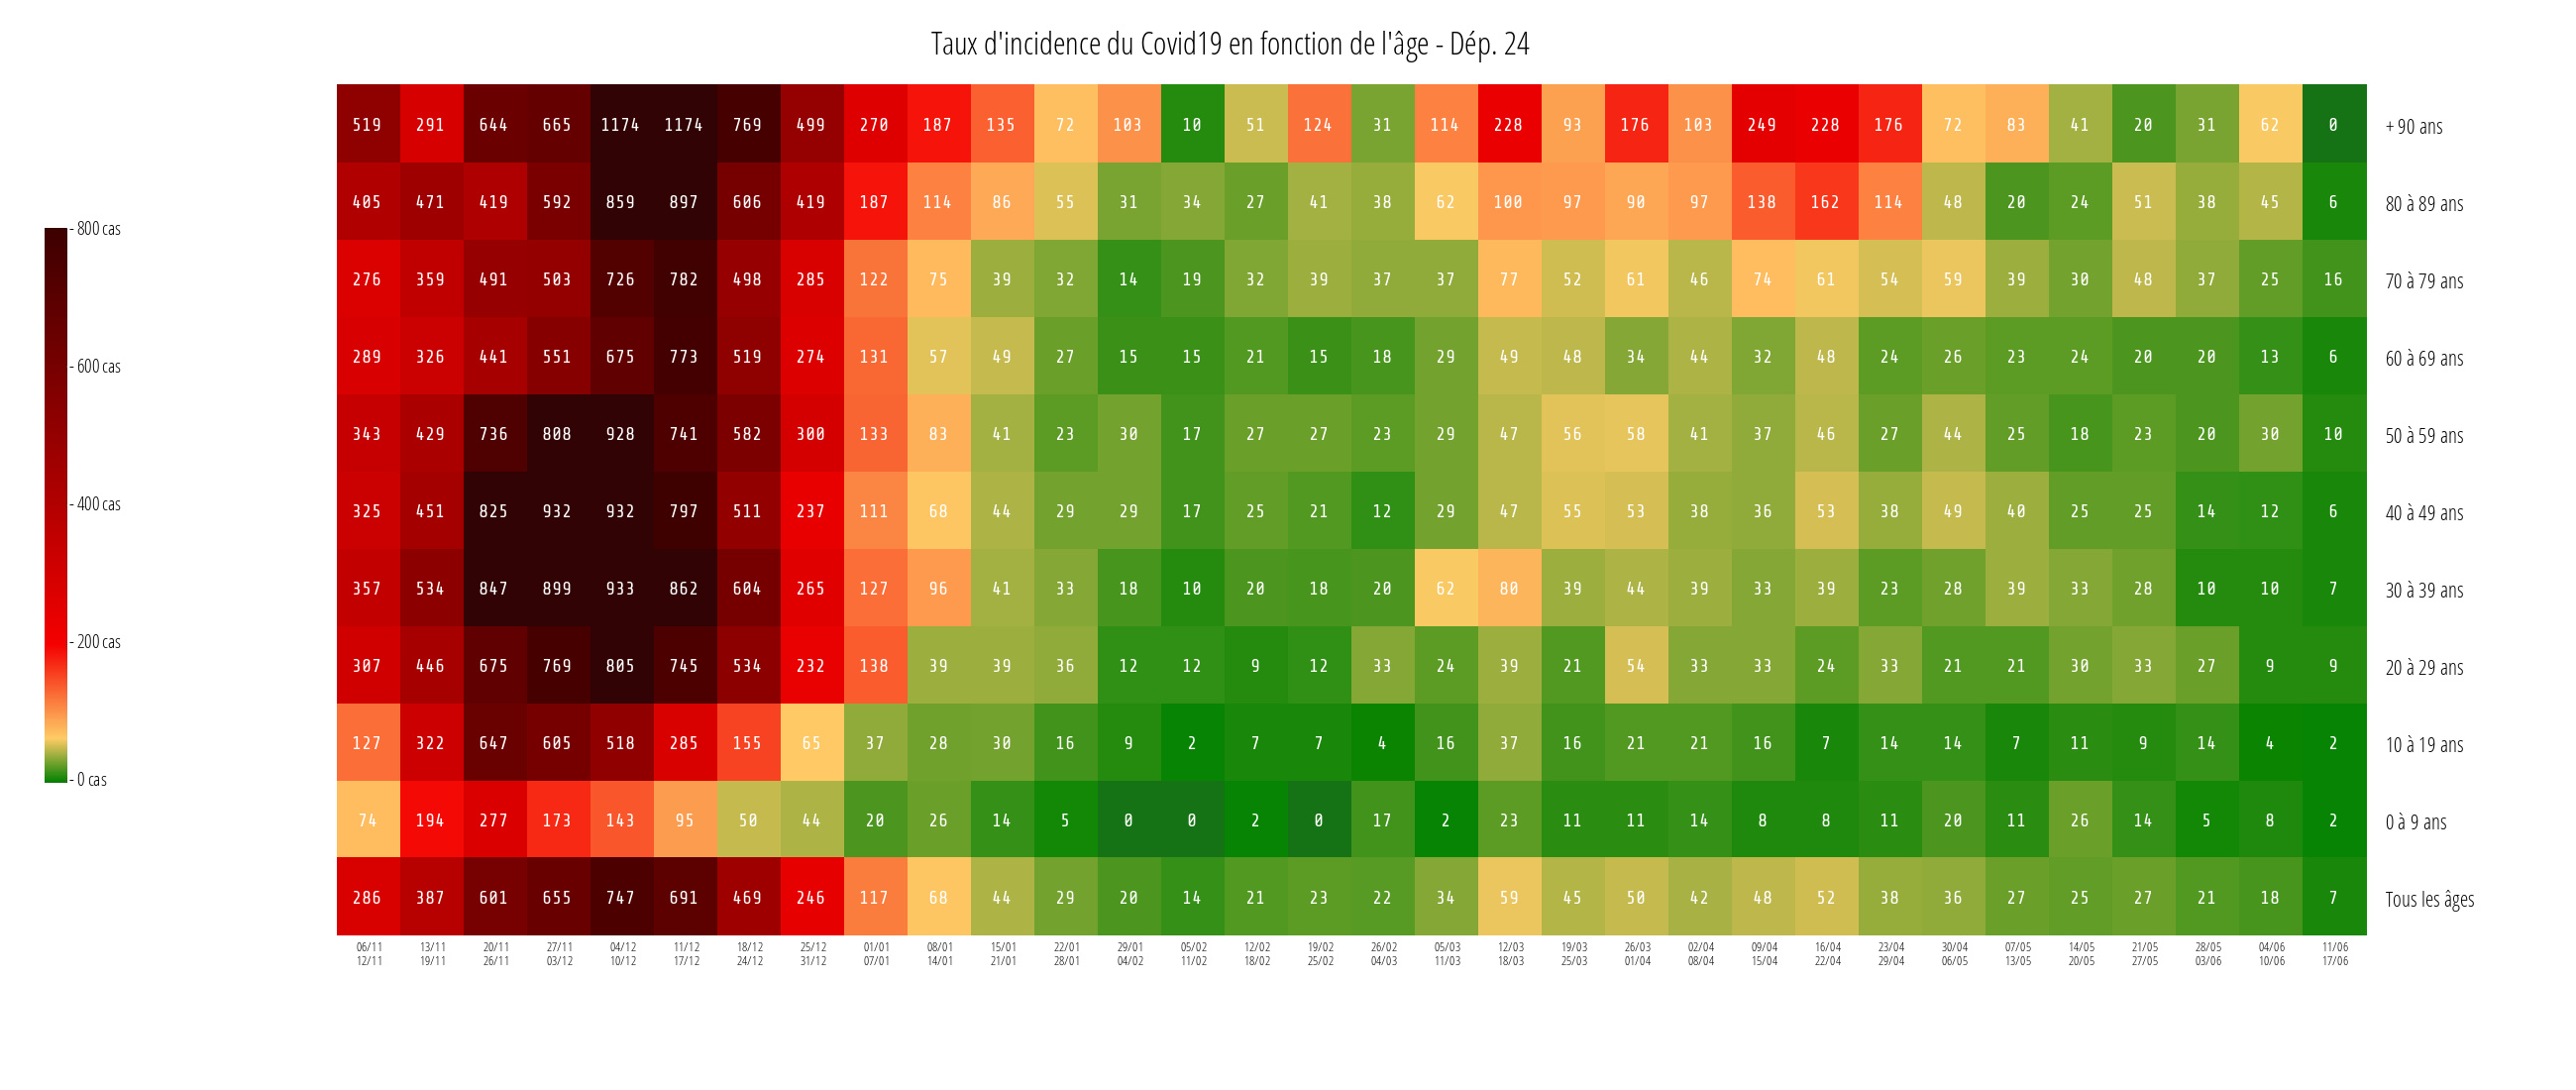 Taux d'incidence du Covid19 en fonction de l'âge - Dép. 24
519 291 644 665 1174 1174 769 499 270 187 135 72 103 10 51 124 31 114 228 93 176 103 249 228 176 72 83 41 20 31 62 0 + 90 ans
405 471 419 592 859 897 606 419 187 114 86 55 31 34 27 41 38 62 100 97 90 97 138 162 114 48 20 24 51 38 45 6 80 à 89 ans
276 359 491 503 726 782 498 285 122 75 39 32 14 19 32 39 37 37 77 52 61 46 74 61 54 59 39 30 48 37 25 16 70 à 79 ans
289 326 441 551 675 773 519 274 131 57 49 27 15 15 21 15 18 29 49 48 34 44 32 48 24 26 23 24 20 20 13 6 60 à 69 ans
343 429 736 808 928 741 582 300 133 83 41 23 30 17 27 27 23 29 47 56 58 41 37 46 27 44 25 18 23 20 30 10 50 à 59 ans
325 451 825 932 932 797 511 237 111 68 44 29 29 17 25 21 12 29 47 55 53 38 36 53 38 49 40 25 25 14 12 6 40 à 49 ans
357 534 847 899 933 862 604 265 127 96 41 33 18 10 20 18 20 62 80 39 44 39 33 39 23 28 39 33 28 10 10 7 30 à 39 ans
307 446 675 769 805 745 534 232 138 39 39 36 12 12 9 12 33 24 39 21 54 33 33 24 33 21 21 30 33 27 9 9 20 à 29 ans
127 322 647 605 518 285 155 65 37 28 30 16 9 2 7 7 4 16 37 16 21 21 16 7 14 14 7 11 9 14 4 2 10 à 19 ans
74 194 277 173 143 95 50 44 20 26 14 5 0 0 2 0 17 2 23 11 11 14 8 8 11 20 11 26 14 5 8 2 0 à 9 ans
286 387 601 655 747 691 469 246 117 68 44 29 20 14 21 23 22 34 59 45 50 42 48 52 38 36 27 25 27 21 18 7 Tous les âges
06/11 13/11 20/11 27/11 04/12 11/12 18/12 25/12 01/01 08/01 15/01 22/01 29/01 05/02 12/02 19/02 26/02 05/03 12/03 19/03 26/03 02/04 09/04 16/04 23/04 30/04 07/05 14/05 21/05 28/05 04/06 11/06
12/11 19/11 26/11 03/12 10/12 17/12 24/12 31/12 07/01 14/01 21/01 28/01 04/02 11/02 18/02 25/02 04/03 11/03 18/03 25/03 01/04 08/04 15/04 22/04 29/04 06/05 13/05 20/05 27/05 03/06 10/06 17/06
- 800 cas
- 600 cas
- 400 cas
- 200 cas
- 0 cas